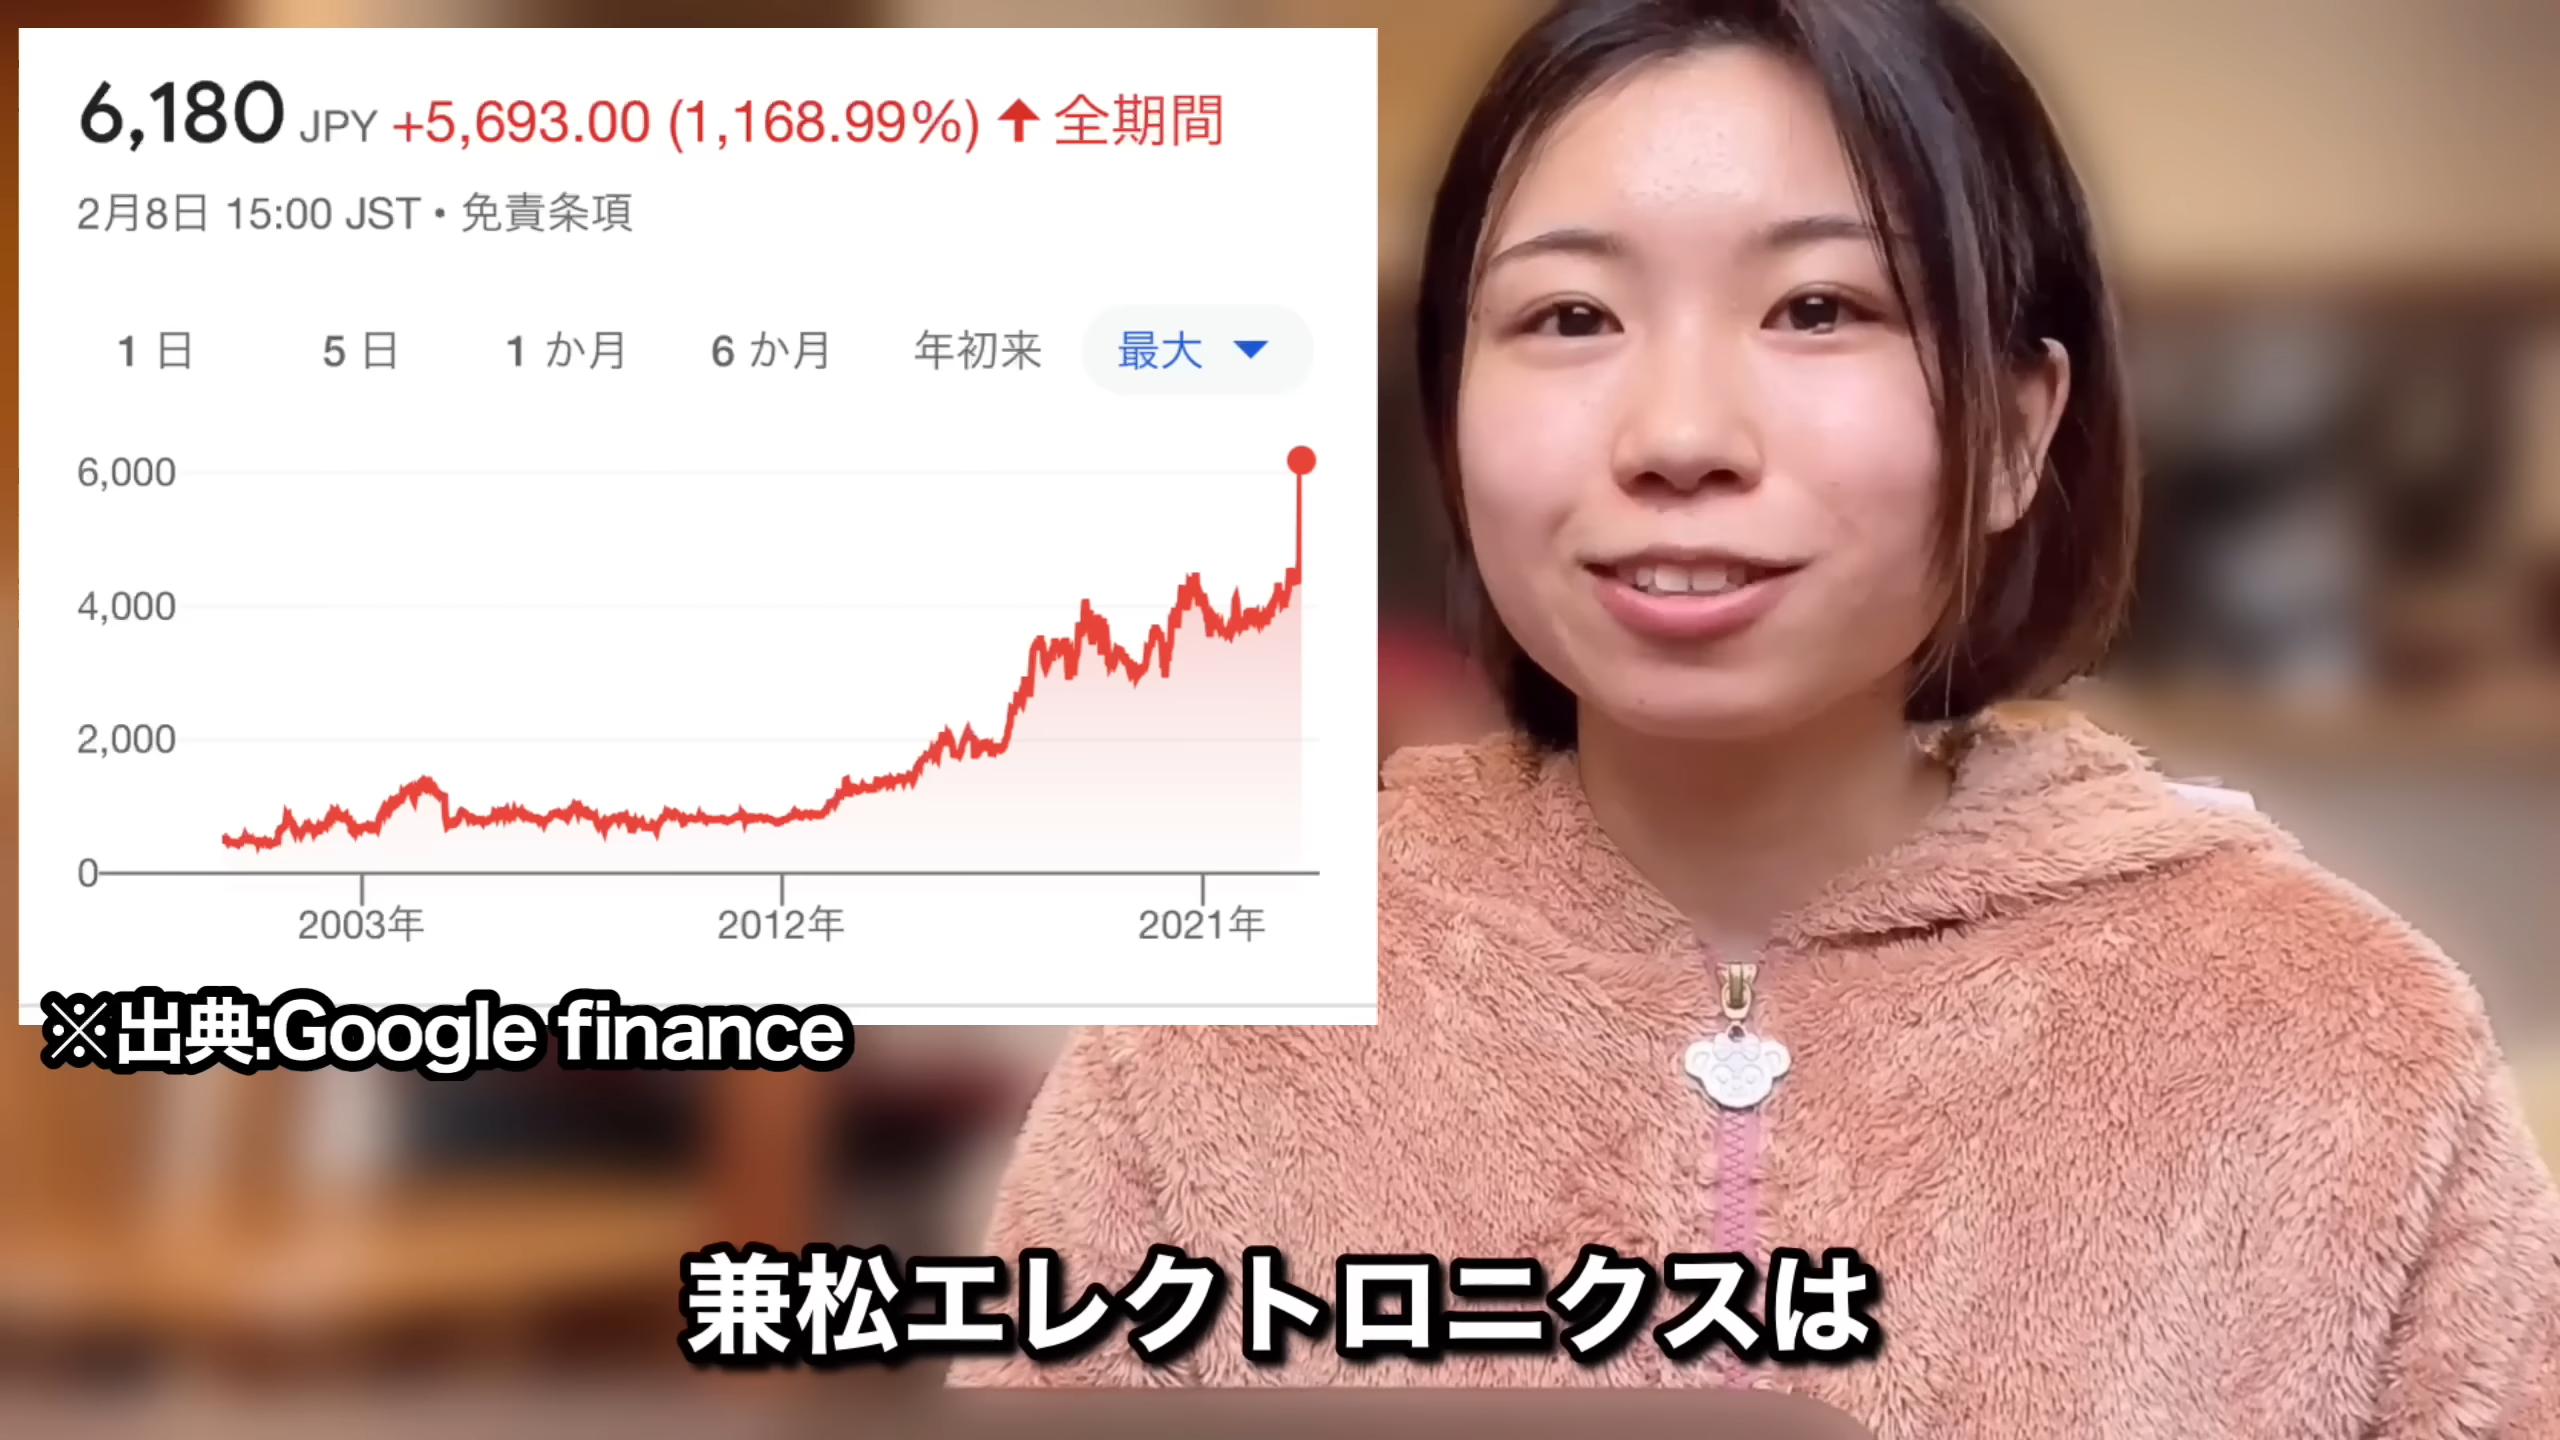 6,180 JPY +5,693.00 (1,168.99%) ↑ 全期間
2月8日 15:00 JST • 免責条項
1 日 5 日 1 か月 6 か月 年初来 最大
6,000
4,000
2,000
0
2003年 2012年 2021年
※出典:Google finance
兼松エレクトロニクスは